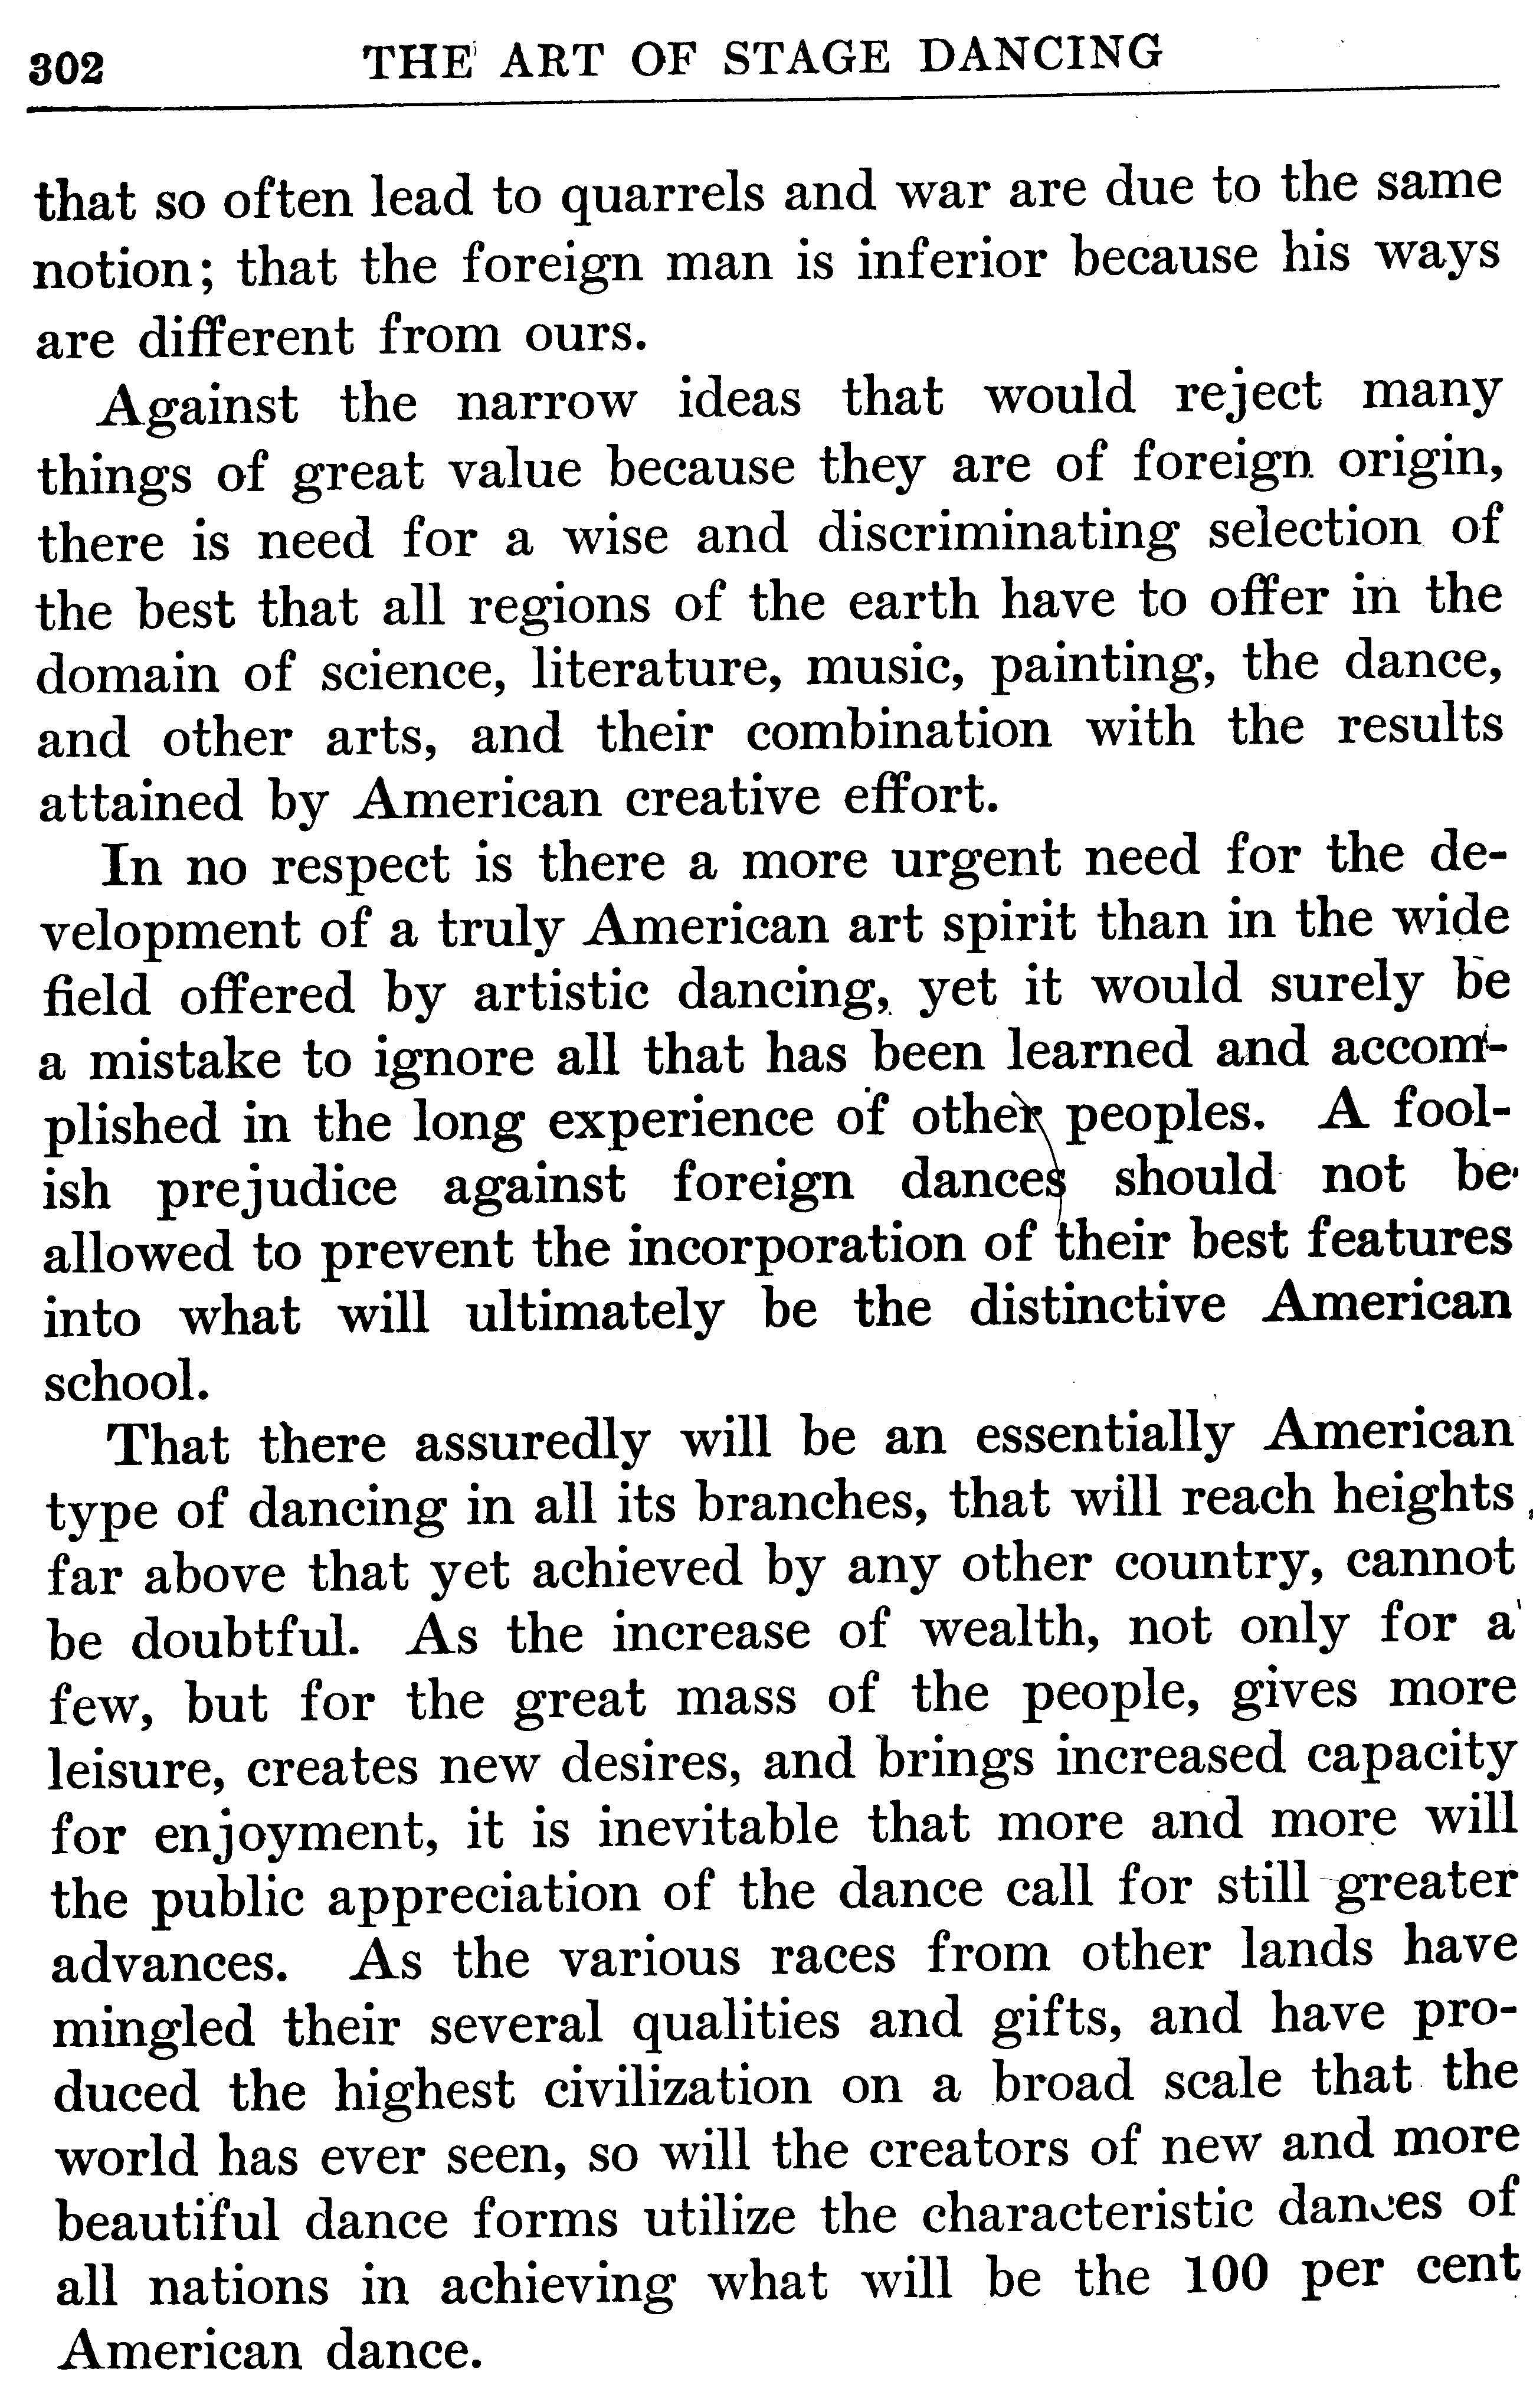 302 THE ART OF STAGE DANCING
that so often lead to quarrels and war are due to the same
notion; that the foreign man is inferior because his ways
are different from ours.
Against the narrow ideas that would reject many
things of great value because they are of foreign origin,
there is need for a wise and discriminating selection of
the best that all regions of the earth have to offer in the
domain of science, literature, music, painting, the dance,
and other arts, and their combination with the results
attained by American creative effort.
In no respect is there a more urgent need for the de-
velopment of a truly American art spirit than in the wide
field offered by artistic dancing, yet it would surely be
a mistake to ignore all that has been learned and accom-
plished in the long experience of other peoples. A fool-
ish prejudice against foreign dances should not be
allowed to prevent the incorporation of their best features
into what will ultimately be the distinctive American
school.
That there assuredly will be an essentially American
type of dancing in all its branches, that will reach heights
far above that yet achieved by any other country, cannot
be doubtful. As the increase of wealth, not only for a
few, but for the great mass of the people, gives more
leisure, creates new desires, and brings increased capacity
for enjoyment, it is inevitable that more and more will
the public appreciation of the dance call for still greater
advances. As the various races from other lands have
mingled their several qualities and gifts, and have pro-
duced the highest civilization on a broad scale that the
world has ever seen, so will the creators of new and more
beautiful dance forms utilize the characteristic dances of
all nations in achieving what will be the 100 per cent
American dance.